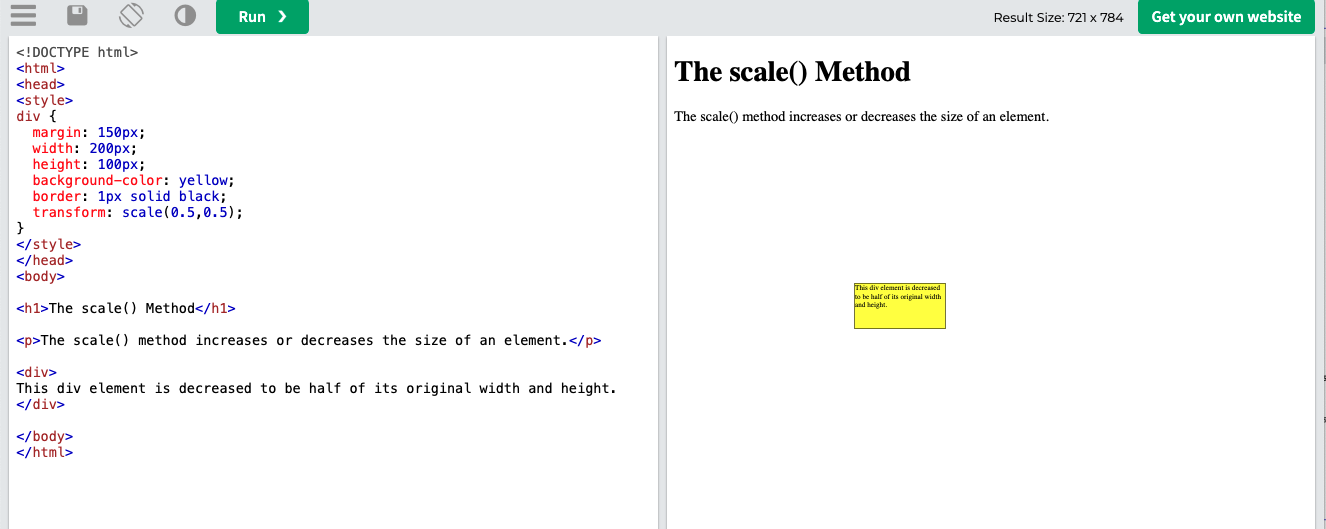 Run ❯
Result Size: 721 x 784
Get your own website
<!DOCTYPE html>
<html>
<head>
<style>
div {
  margin: 150px;
  width: 200px;
  height: 100px;
  background-color: yellow;
  border: 1px solid black;
  transform: scale(0.5,0.5);
}
</style>
</head>
<body>

<h1>The scale() Method</h1>

<p>The scale() method increases or decreases the size of an element.</p>

<div>
This div element is decreased to be half of its original width and height.
</div>

</body>
</html>
The scale() Method
The scale() method increases or decreases the size of an element.
This div element is decreased
to be half of its original width
and height.